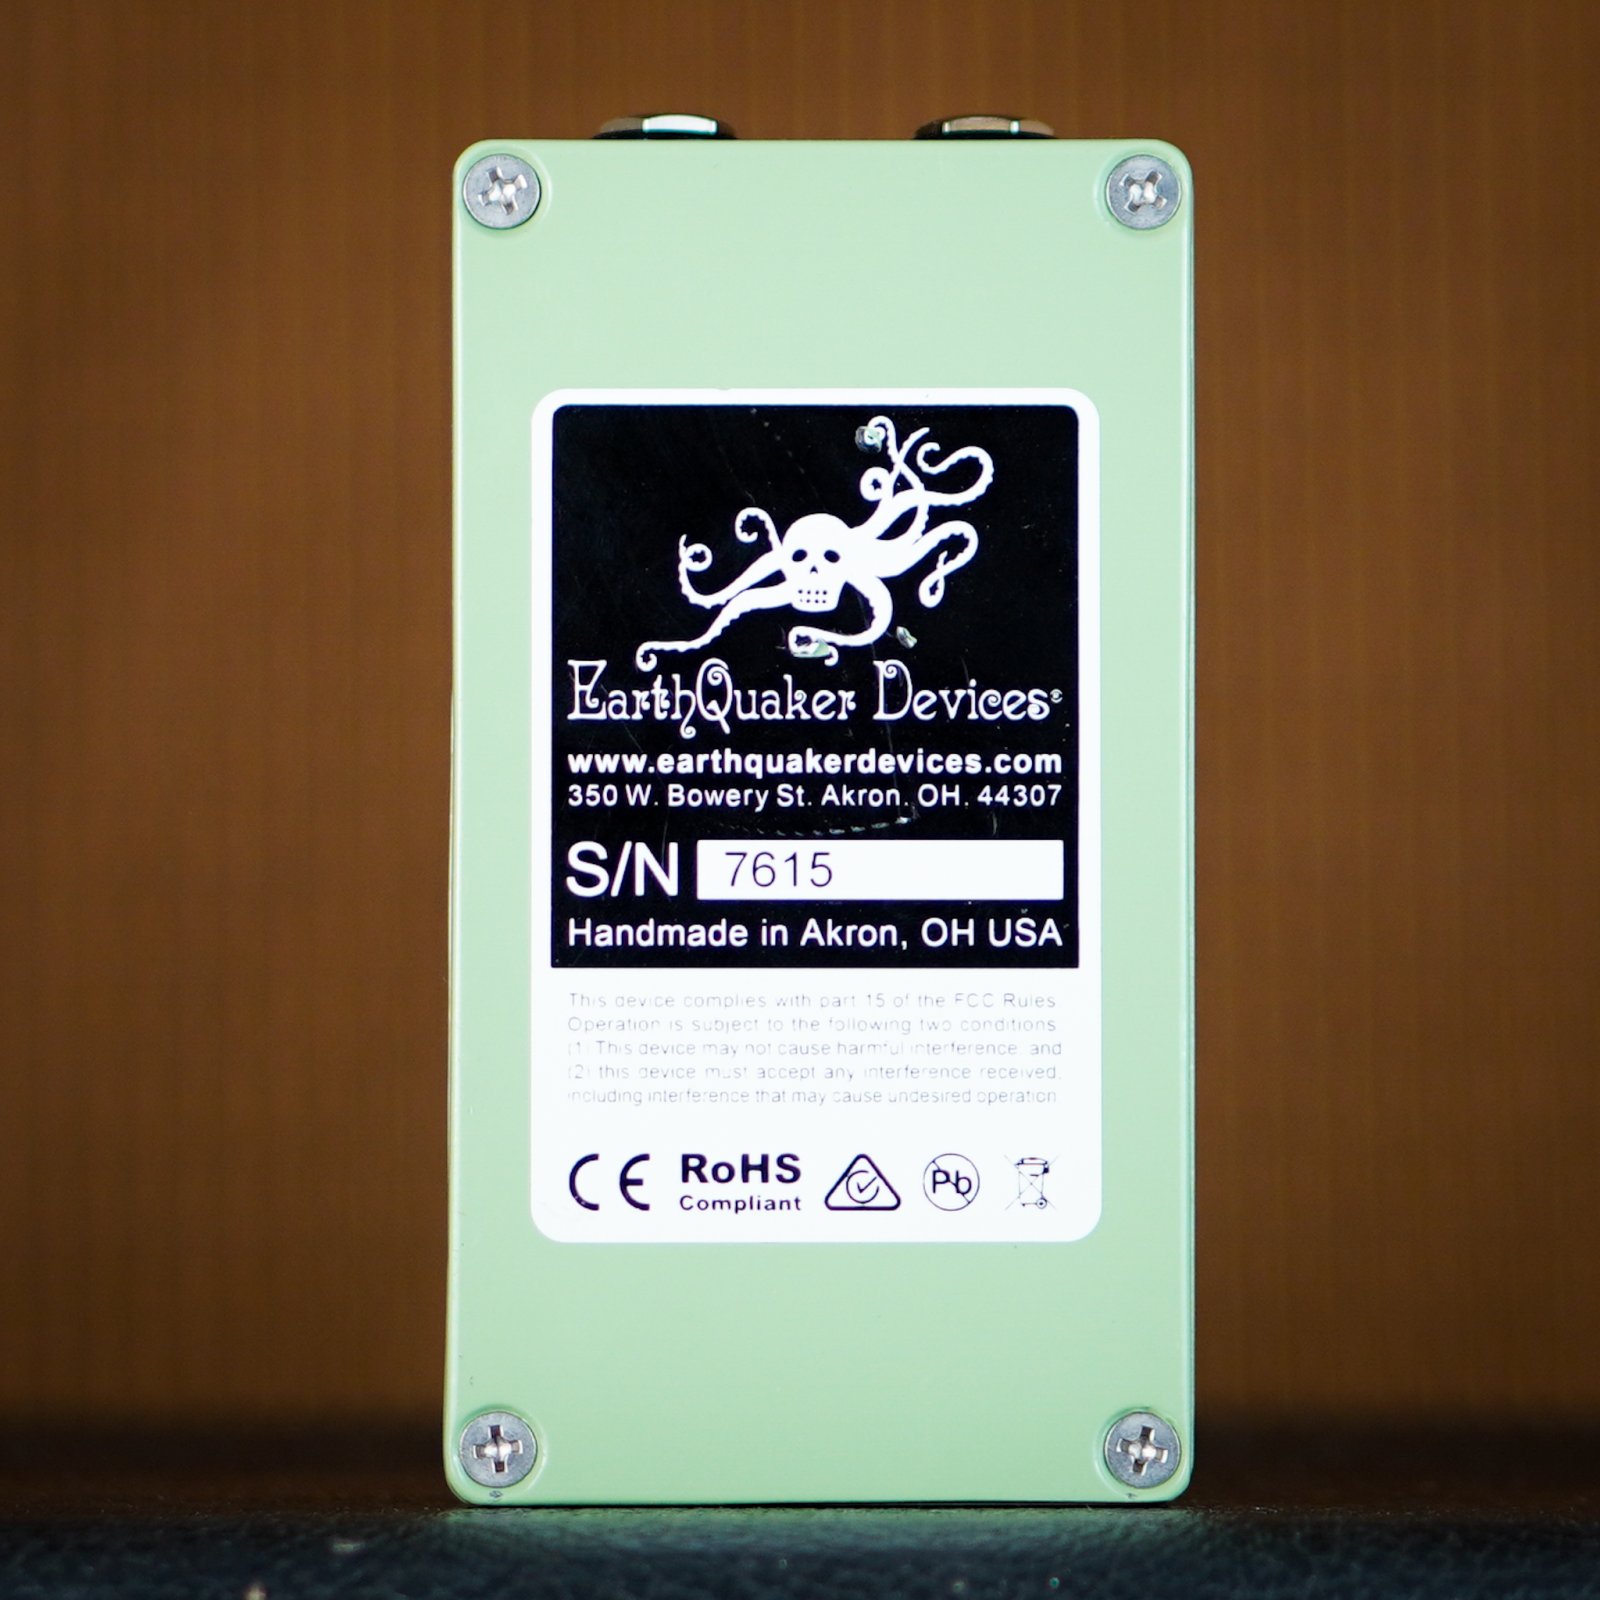 EarthQuaker Devices®
www.earthquakerdevices.com
350 W. Bowery St. Akron, OH. 44307
S/N 7615
Handmade in Akron, OH USA
This device complies with part 15 of the FCC Rules.
Operation is subject to the following two conditions.
(1) This device may not cause harmful interference, and
(2) this device must accept any interference received,
including interference that may cause undesired operation.
CE RoHS Pb
Compliant